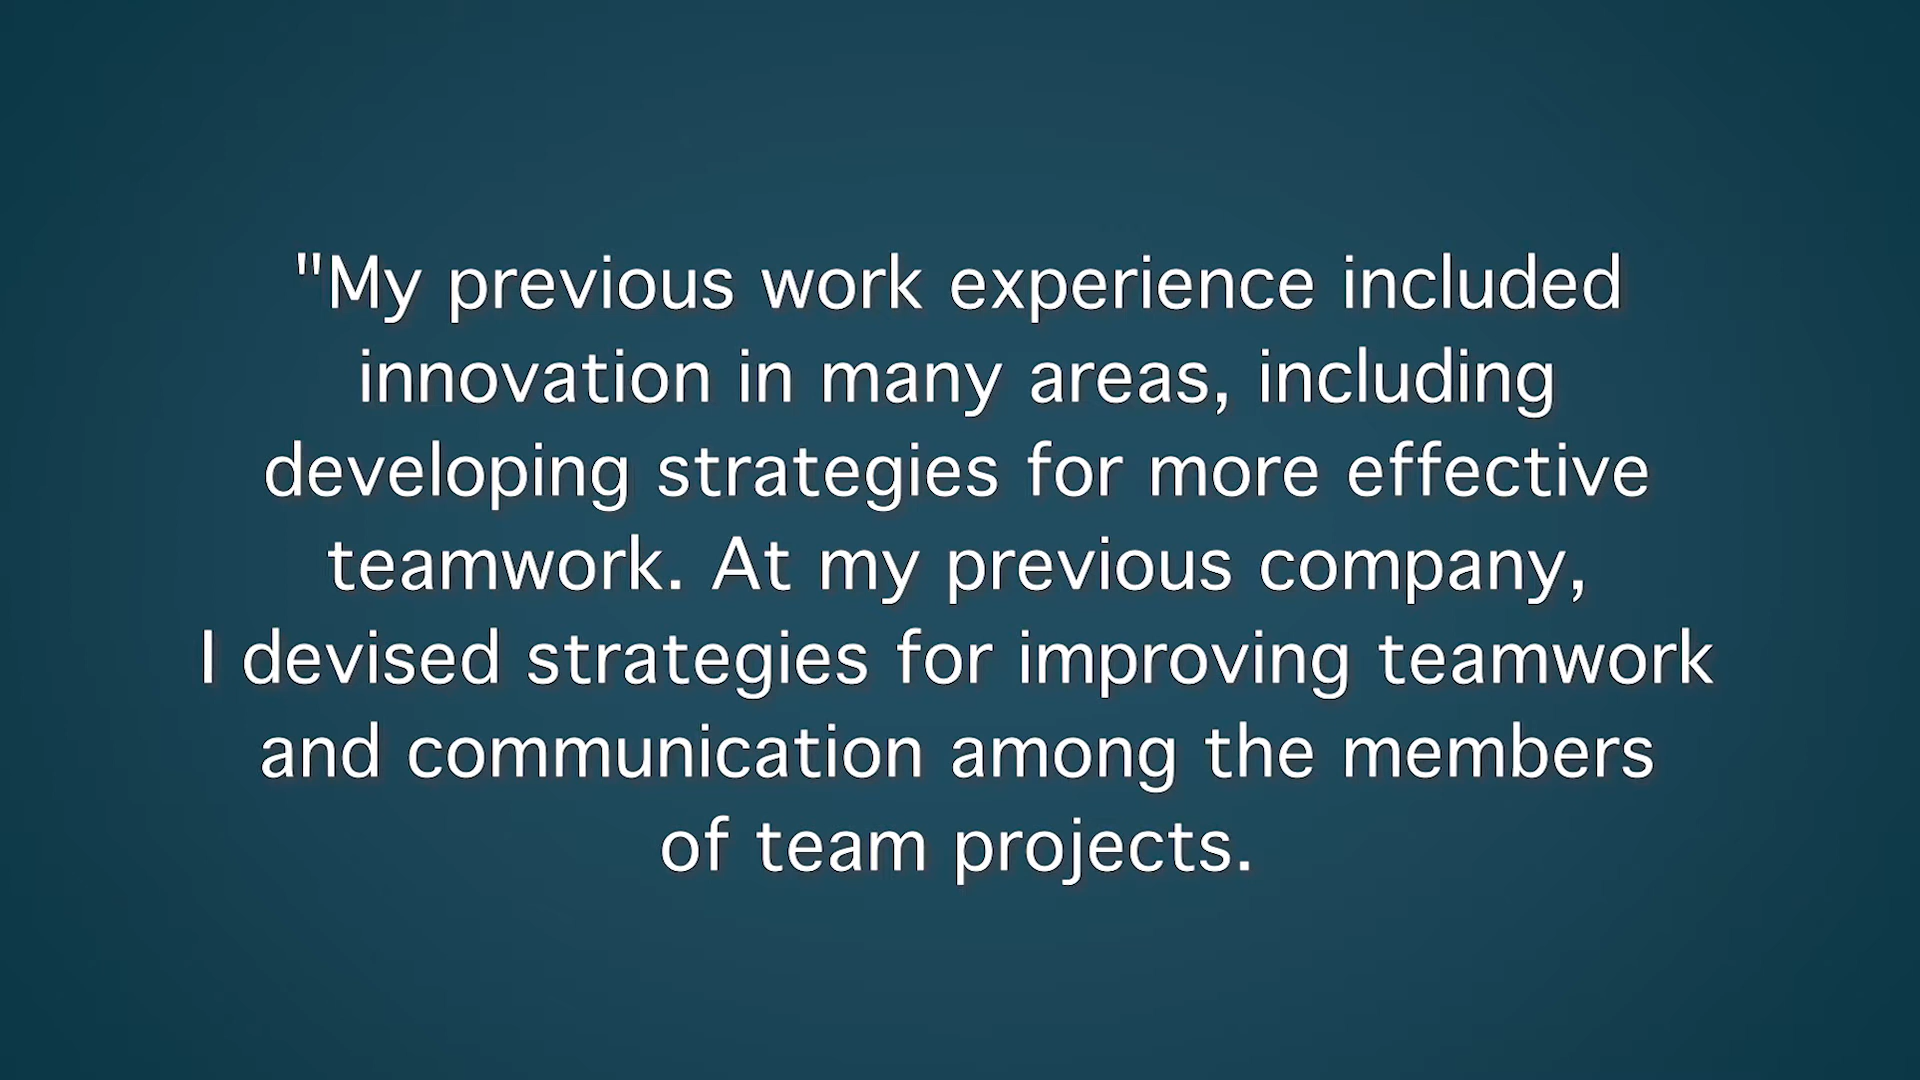 "My previous work experience included
innovation in many areas, including
developing strategies for more effective
teamwork. At my previous company,
I devised strategies for improving teamwork
and communication among the members
of team projects.